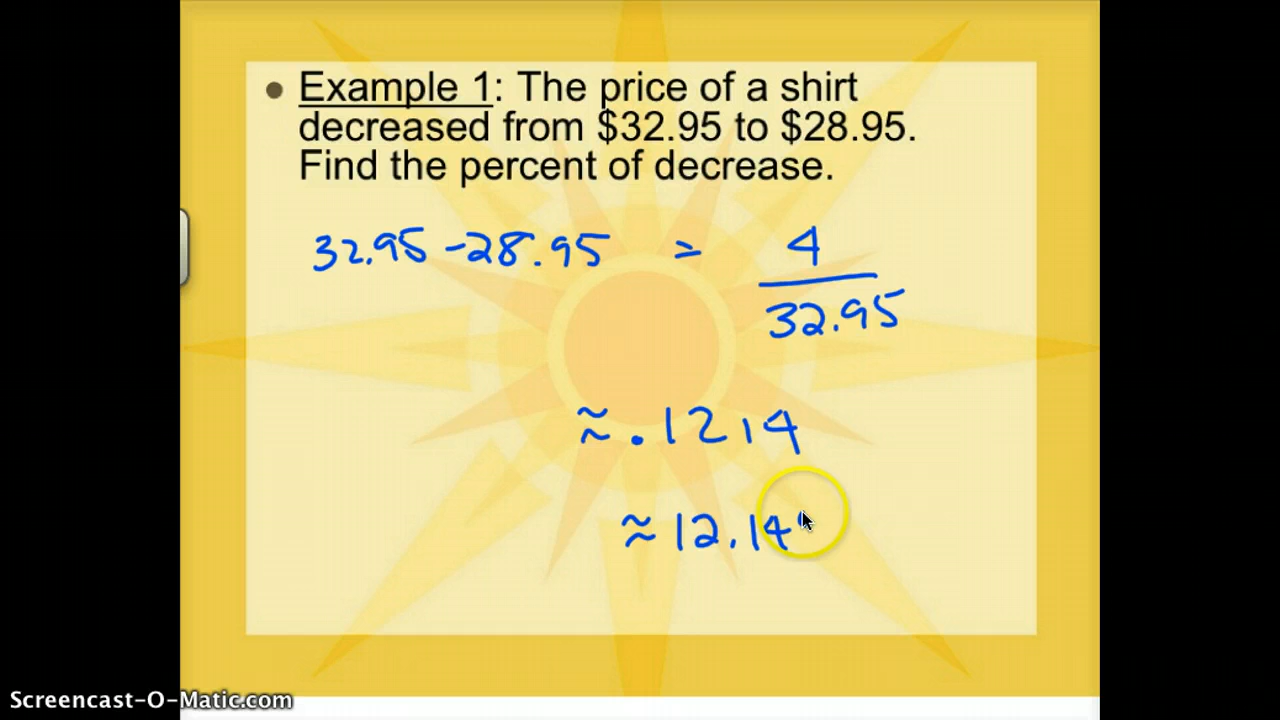 • Example 1: The price of a shirt
decreased from $32.95 to $28.95.
Find the percent of decrease.
32.95 - 28.95 = 4
32.95
≈ .1214
≈ 12.14
Screencast-O-Matic.com